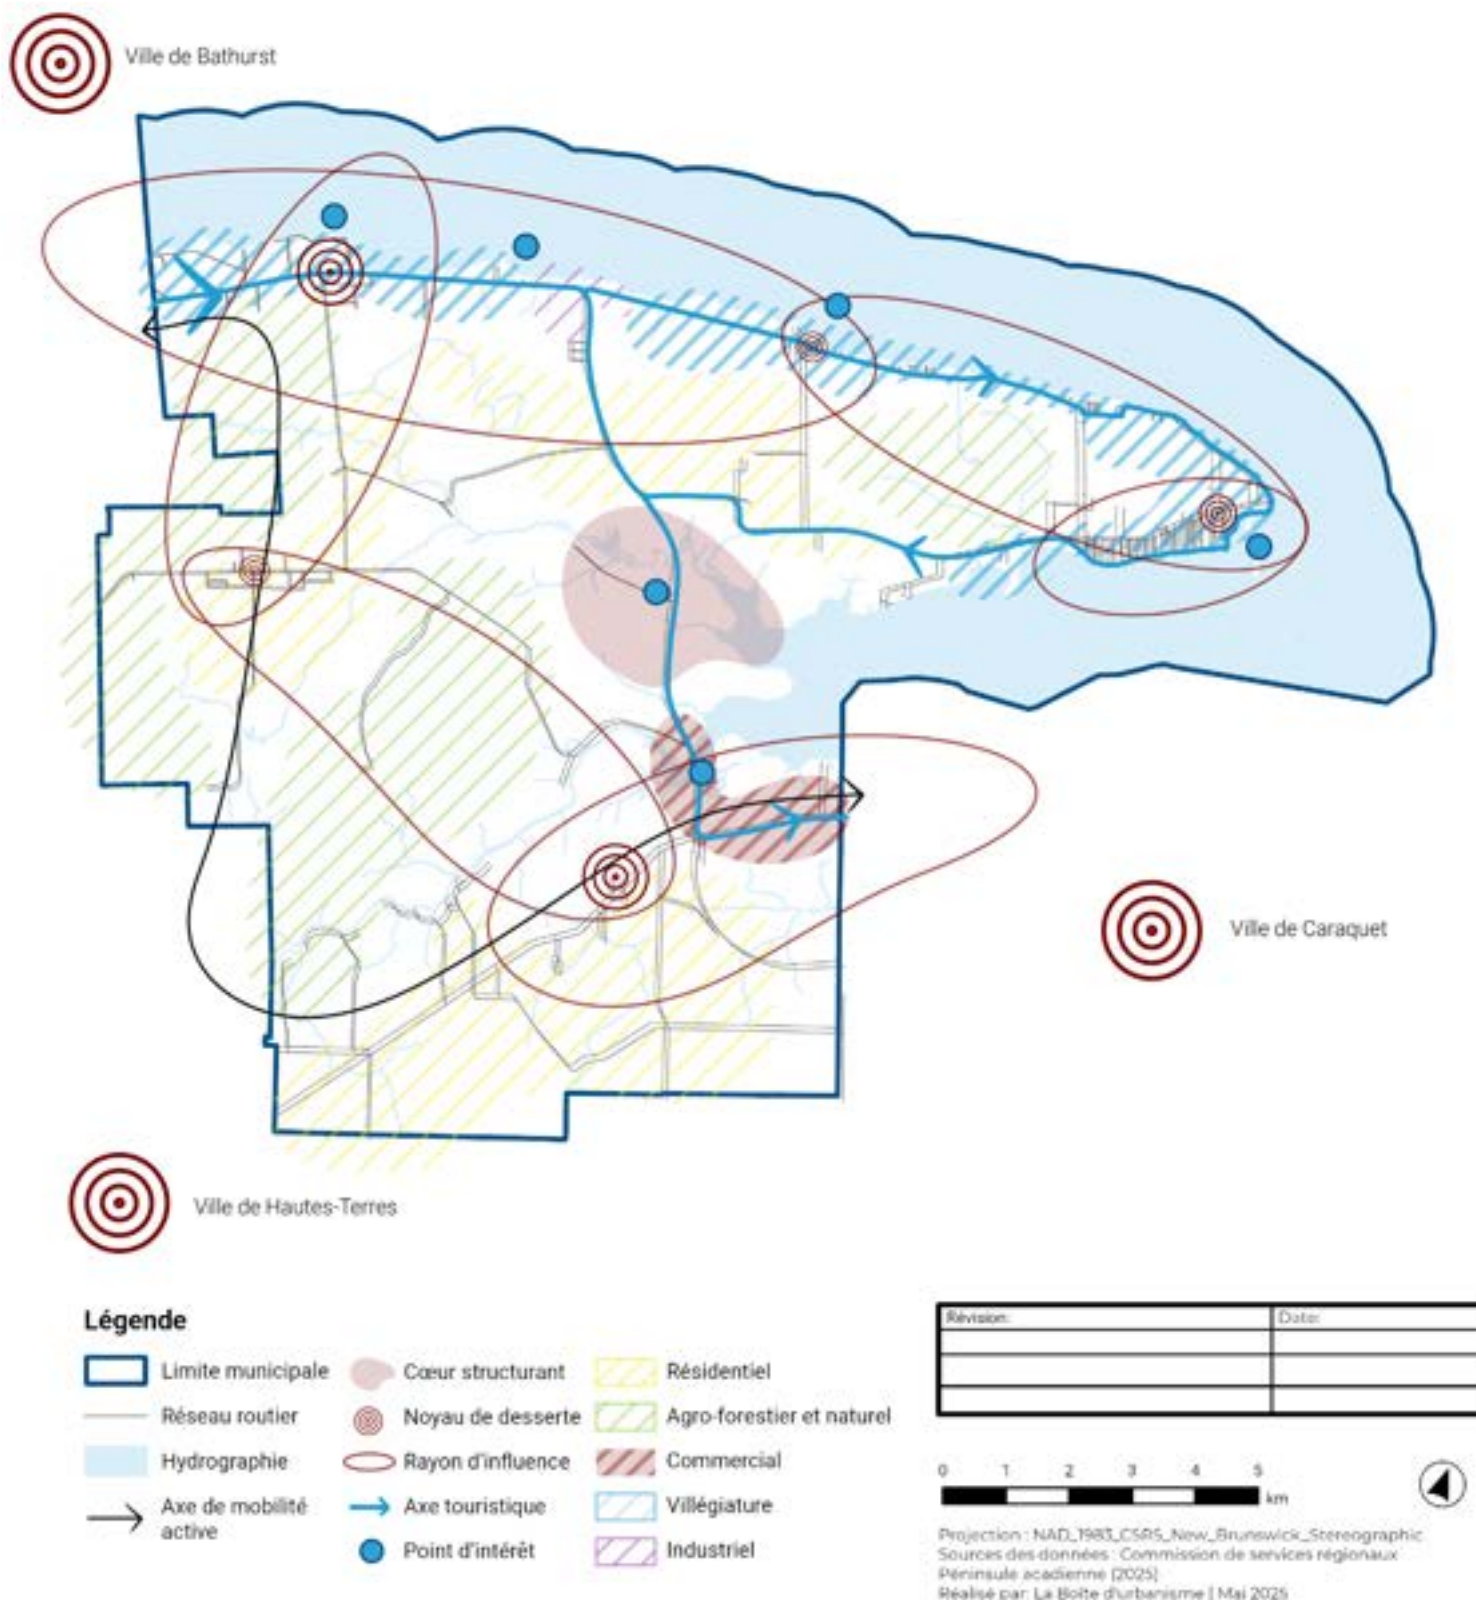 Ville de Bathurst
Ville de Caraquet
Ville de Hautes-Terres
Légende
Limite municipale
Réseau routier
Hydrographie
Axe de mobilité
active
Cœur structurant
Noyau de desserte
Rayon d'influence
Axe touristique
Point d'intérêt
Résidentiel
Agro-forestier et naturel
Commercial
Villégiature
Industriel
Révision: Date:
0 1 2 3 4 5
km
Projection : NAD_1983_CSRS_New_Brunswick_Stereographic
Sources des données : Commission de services régionaux
Péninsule acadienne (2025)
Réalisé par: La Boîte d'urbanisme | Mai 2025